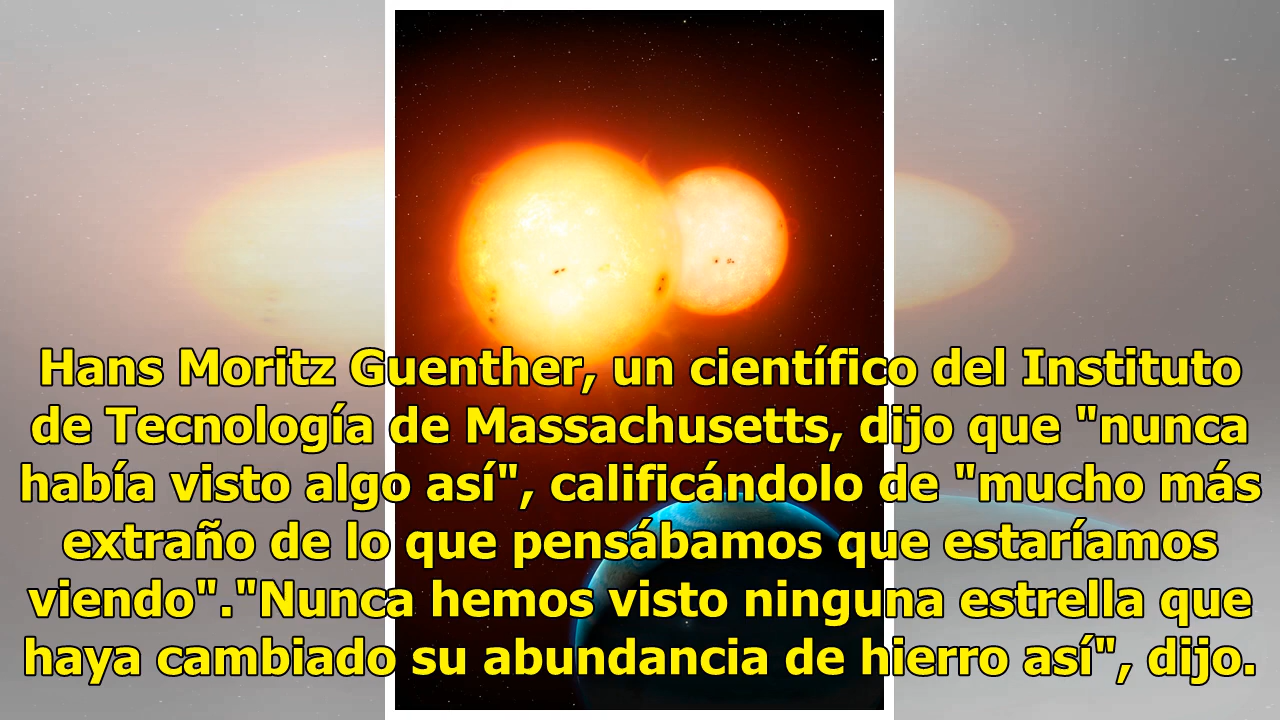 Hans Moritz Guenther, un científico del Instituto
de Tecnología de Massachusetts, dijo que "nunca
había visto algo así", calificándolo de "mucho más
extraño de lo que pensábamos que estaríamos
viendo"."Nunca hemos visto ninguna estrella que
haya cambiado su abundancia de hierro así", dijo.